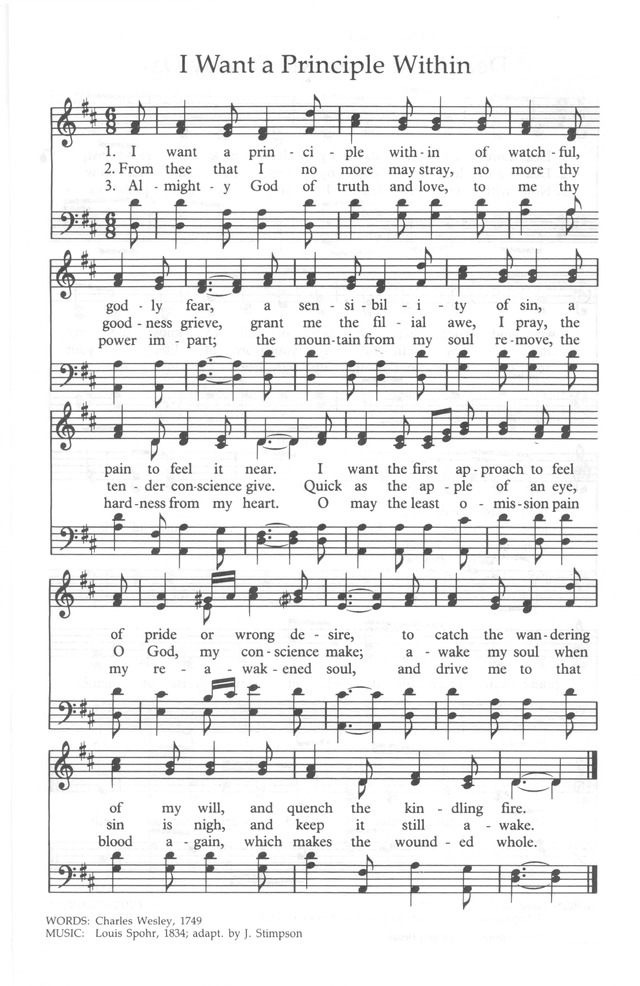 I Want a Principle Within
1. I want a prin - ci - ple with - in of watch - ful,
2. From thee that I no more may stray, no more thy
3. Al - might - y God of truth and love, to me thy
god - ly fear, a sen - si - bil - i - ty of sin, a
good - ness grieve, grant me the fil - ial awe, I pray, the
power im - part; the moun - tain from my soul re - move, the
pain to feel it near. I want the first ap - proach to feel
ten - der con - science give. Quick as the ap - ple of an eye,
hard - ness from my heart. O may the least o - mis - sion pain
of pride or wrong de - sire, to catch the wan - dering
O God, my con - science make; a - wake my soul when
my re - a - wak - ened soul, and drive me to that
of my will, and quench the kin - dling fire.
sin is nigh, and keep it still a - wake.
blood a - gain, which makes the wound - ed whole.
WORDS: Charles Wesley, 1749
MUSIC: Louis Spohr, 1834; adapt. by J. Stimpson